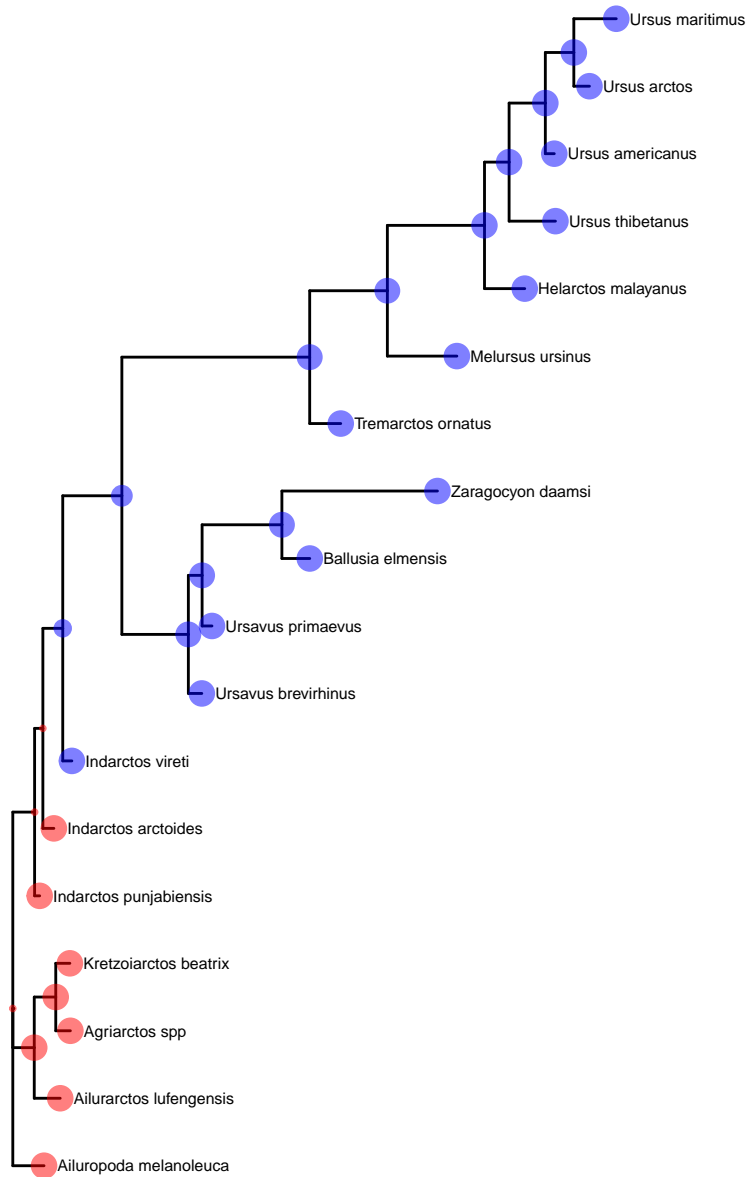 Ursus maritimus
Ursus arctos
Ursus americanus
Ursus thibetanus
Helarctos malayanus
Melursus ursinus
Tremarctos ornatus
Zaragocyon daamsi
Ballusia elmensis
Ursavus primaevus
Ursavus brevirhinus
Indarctos vireti
Indarctos arctoides
Indarctos punjabiensis
Kretzoiarctos beatrix
Agriarctos spp
Ailurarctos lufengensis
Ailuropoda melanoleuca